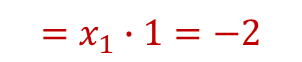 = x₁ · 1 = −2